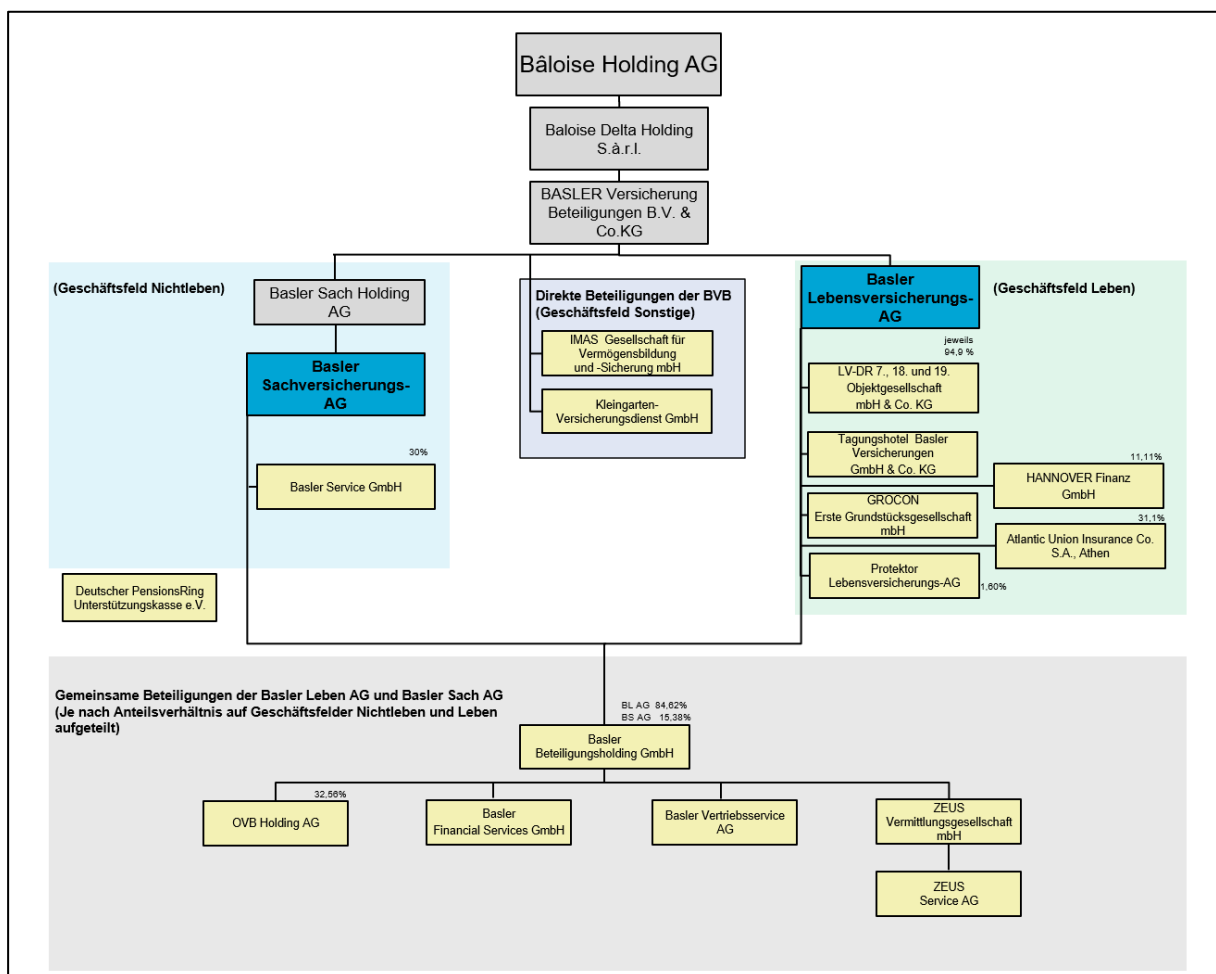 Bâloise Holding AG
Baloise Delta Holding
S.à.r.l.
BASLER Versicherung
Beteiligungen B.V. &
Co.KG
(Geschäftsfeld Nichtleben)
Basler Sach Holding
AG
Basler
Sachversicherungs-
AG
30%
Basler Service GmbH
Deutscher PensionsRing
Unterstützungskasse e.V.
Direkte Beteiligungen der BVB
(Geschäftsfeld Sonstige)
IMAS Gesellschaft für
Vermögensbildung
und -Sicherung mbH
Kleingarten-
Versicherungsdienst GmbH
Basler
Lebensversicherungs-
AG
(Geschäftsfeld Leben)
jeweils
94,9 %
LV-DR 7., 18. und 19.
Objektgesellschaft
mbH & Co. KG
Tagungshotel Basler
Versicherungen
GmbH & Co. KG
11,11%
HANNOVER Finanz
GmbH
GROCON
Erste Grundstücksgesellschaft
mbH
31,1%
Atlantic Union Insurance Co.
S.A., Athen
Protektor
Lebensversicherungs-AG
1,60%
Gemeinsame Beteiligungen der Basler Leben AG und Basler Sach AG
(Je nach Anteilsverhältnis auf Geschäftsfelder Nichtleben und Leben
aufgeteilt)
BL AG 84,62%
BS AG 15,38%
Basler
Beteiligungsholding GmbH
32,56%
OVB Holding AG
Basler
Financial Services GmbH
Basler Vertriebsservice
AG
ZEUS
Vermittlungsgesellschaft
mbH
ZEUS
Service AG